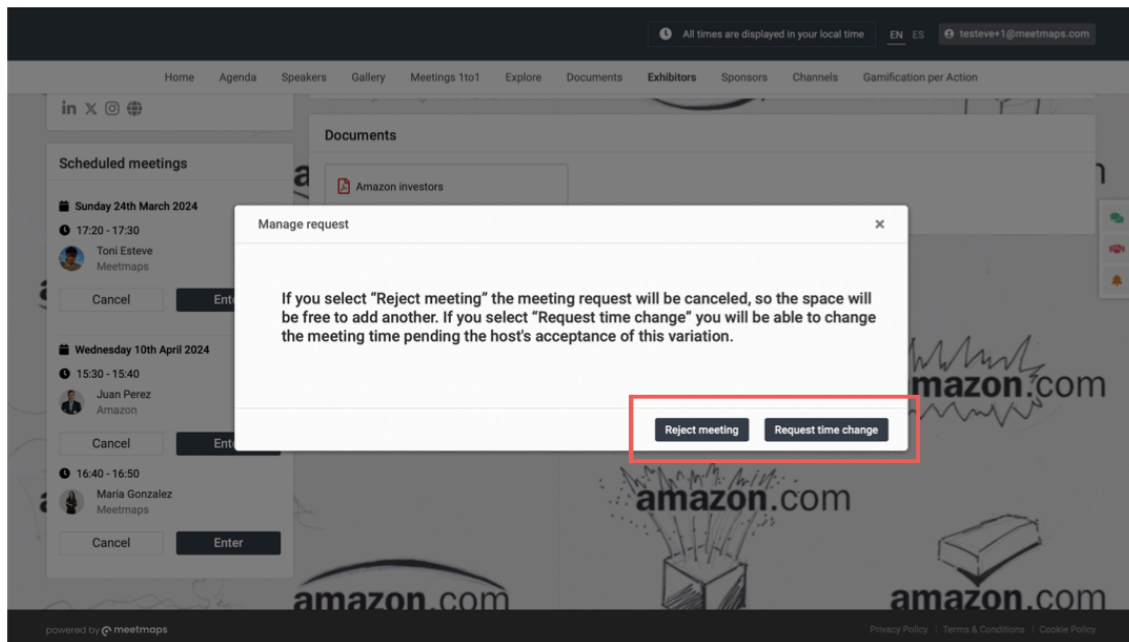 All times are displayed in your local time
EN ES
testeve+1@meetmaps.com
Home Agenda Speakers Gallery Meetings 1to1 Explore Documents Exhibitors Sponsors Channels Gamification per Action
Documents
Amazon investors
Scheduled meetings
Sunday 24th March 2024
17:20 - 17:30
Toni Esteve
Meetmaps
Cancel
Wednesday 10th April 2024
15:30 - 15:40
Juan Perez
Amazon
Cancel
16:40 - 16:50
Maria Gonzalez
Meetmaps
Cancel Enter
Manage request
If you select “Reject meeting” the meeting request will be canceled, so the space will
be free to add another. If you select “Request time change” you will be able to change
the meeting time pending the host's acceptance of this variation.
Reject meeting Request time change
amazon.com
amazon.com
amazon.com
amazon.com
powered by meetmaps
Privacy Policy | Terms & Conditions | Cookie Policy